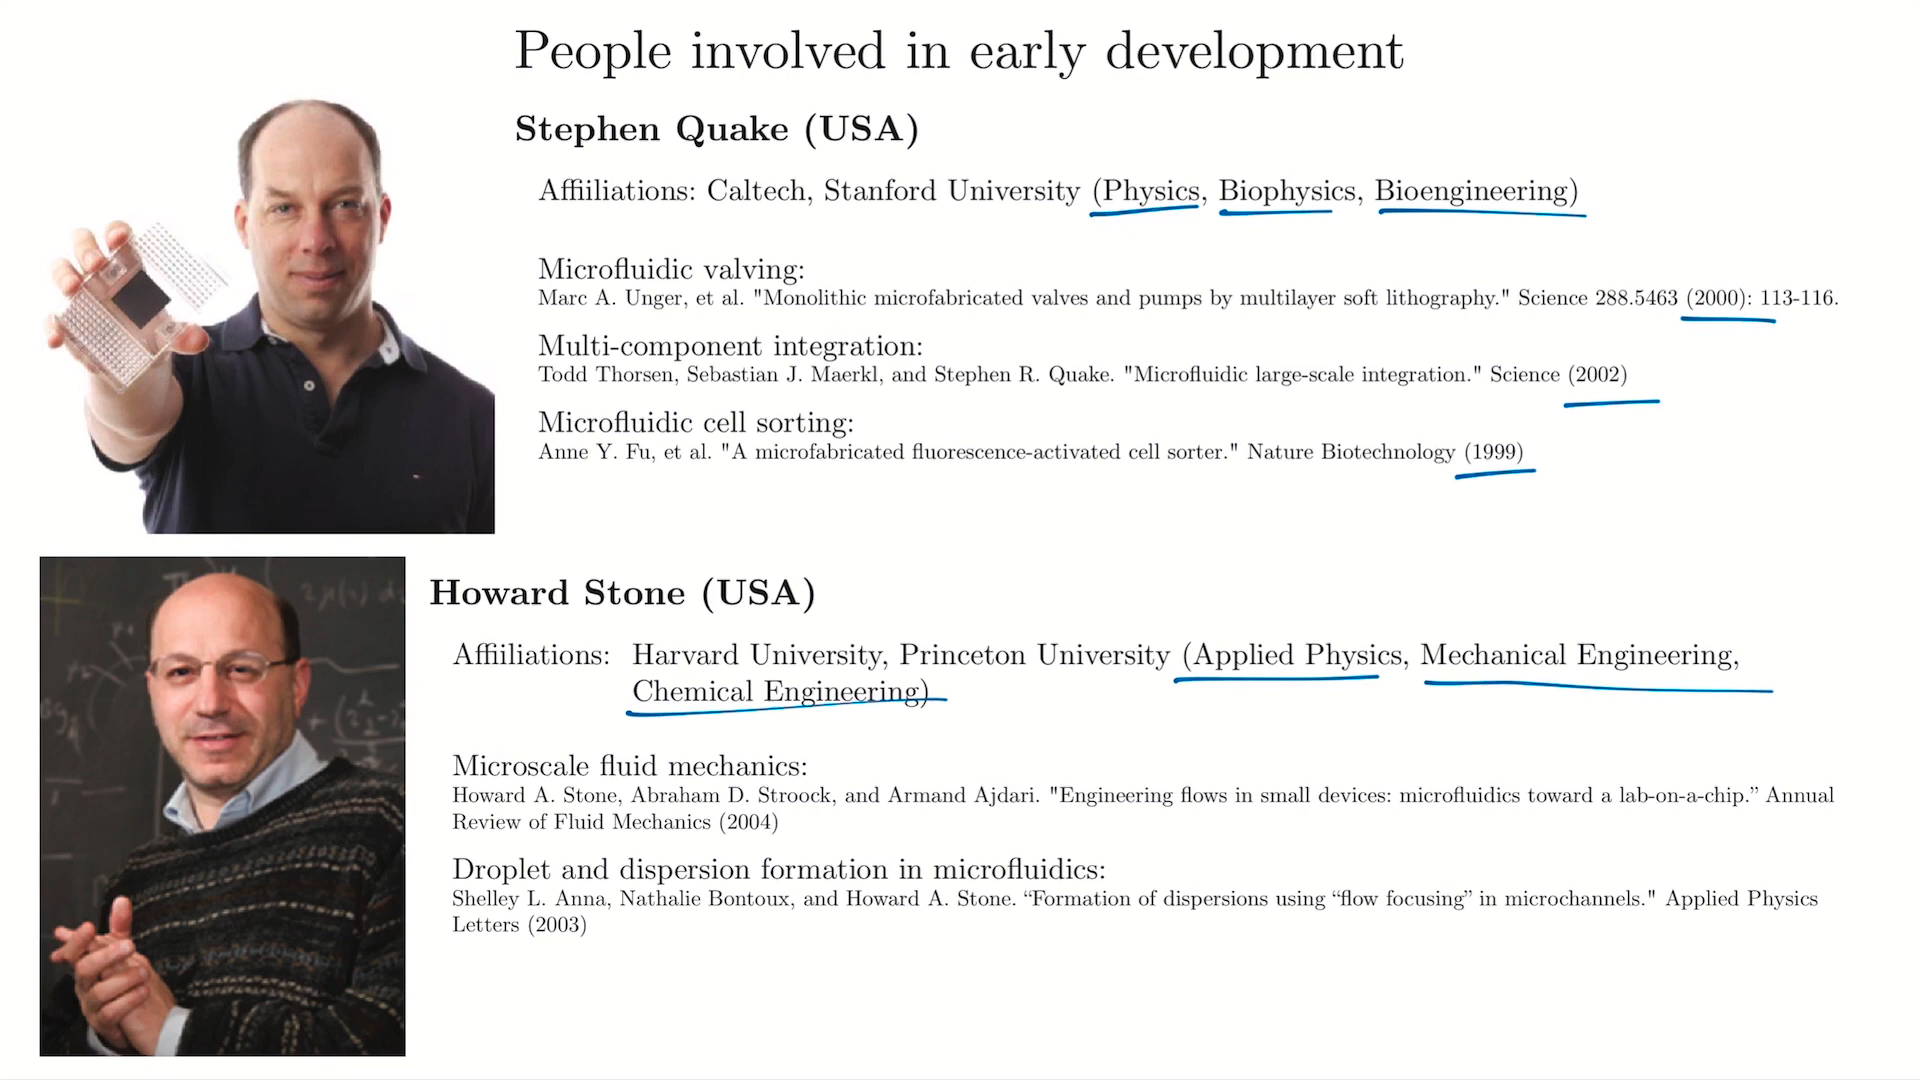 People involved in early development
Stephen Quake (USA)
Affiiliations: Caltech, Stanford University (Physics, Biophysics, Bioengineering)
Microfluidic valving:
Marc A. Unger, et al. "Monolithic microfabricated valves and pumps by multilayer soft lithography." Science 288.5463 (2000): 113-116.
Multi-component integration:
Todd Thorsen, Sebastian J. Maerkl, and Stephen R. Quake. "Microfluidic large-scale integration." Science (2002)
Microfluidic cell sorting:
Anne Y. Fu, et al. "A microfabricated fluorescence-activated cell sorter." Nature Biotechnology (1999)
Howard Stone (USA)
Affiiliations: Harvard University, Princeton University (Applied Physics, Mechanical Engineering,
Chemical Engineering)
Microscale fluid mechanics:
Howard A. Stone, Abraham D. Stroock, and Armand Ajdari. "Engineering flows in small devices: microfluidics toward a lab-on-a-chip.” Annual
Review of Fluid Mechanics (2004)
Droplet and dispersion formation in microfluidics:
Shelley L. Anna, Nathalie Bontoux, and Howard A. Stone. “Formation of dispersions using “flow focusing” in microchannels." Applied Physics
Letters (2003)